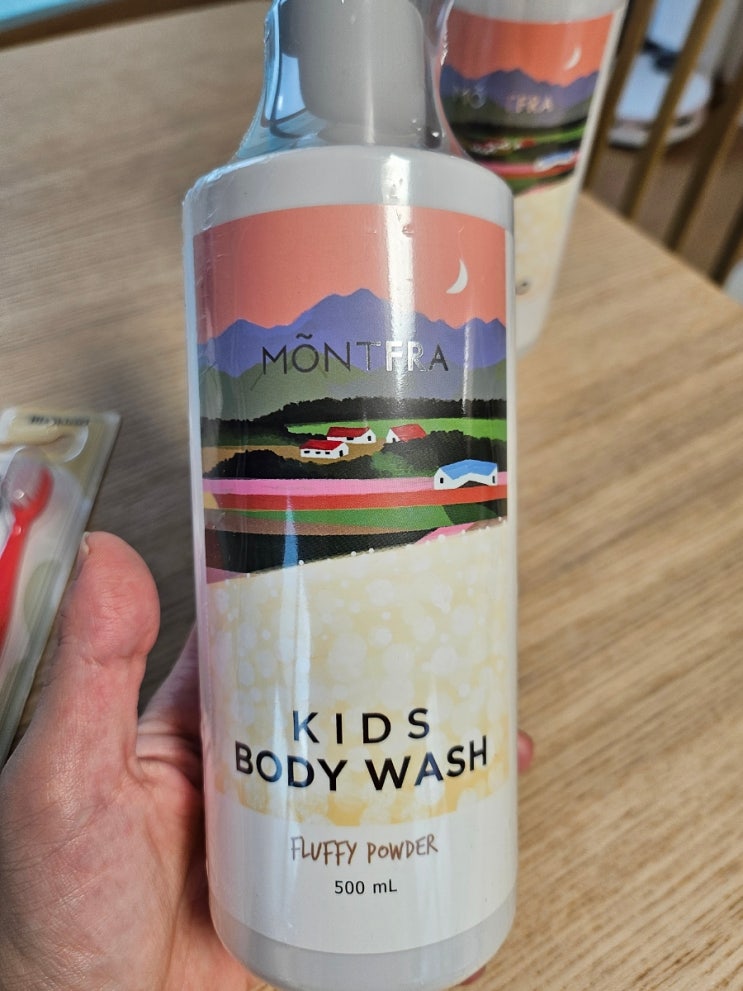 MÕNTFRA
KIDS
BODY WASH
FLUFFY POWDER
500 mL